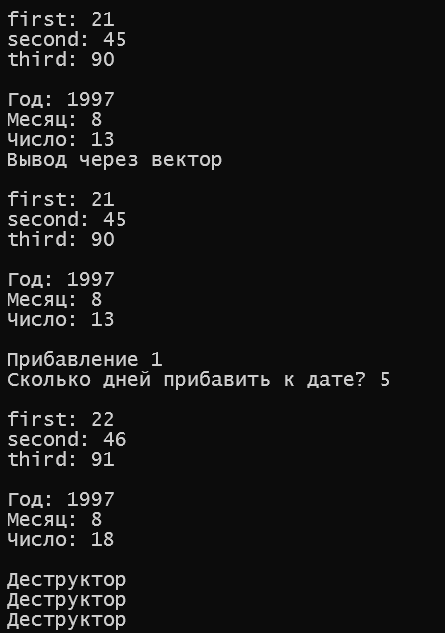 first: 21
second: 45
third: 90
Год: 1997
Месяц: 8
Число: 13
Вывод через вектор
first: 21
second: 45
third: 90
Год: 1997
Месяц: 8
Число: 13
Прибавление 1
Сколько дней прибавить к дате? 5
first: 22
second: 46
third: 91
Год: 1997
Месяц: 8
Число: 18
Деструктор
Деструктор
Деструктор